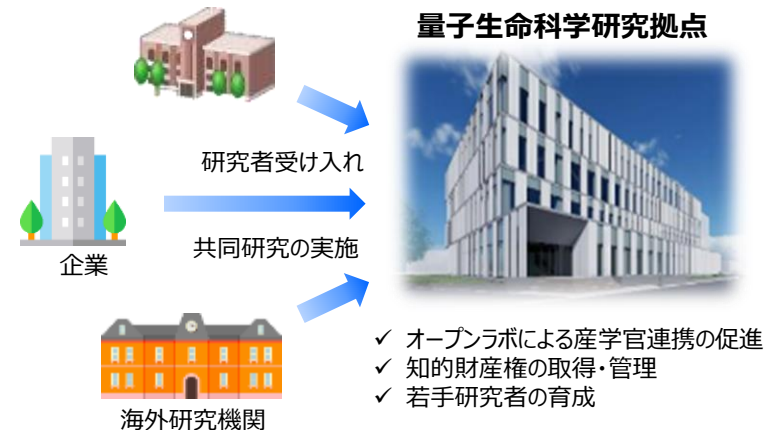 量子生命科学研究拠点
研究者受け入れ
企業
共同研究の実施
海外研究機関
✓ オープンラボによる産学官連携の促進
✓ 知的財産権の取得・管理
✓ 若手研究者の育成